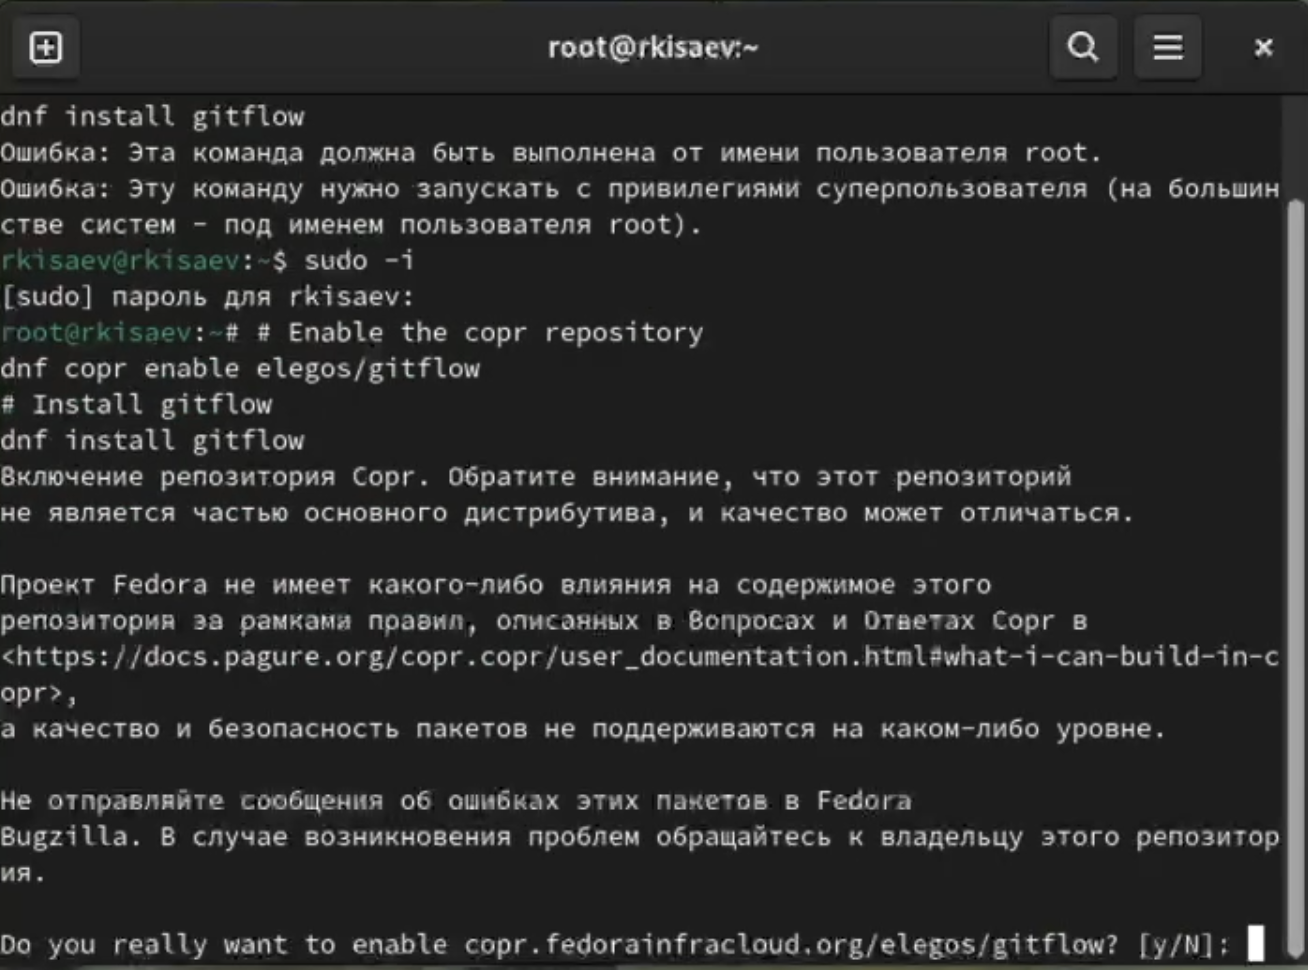 root@rkisaev:~
dnf install gitflow
Ошибка: Эта команда должна быть выполнена от имени пользователя root.
Ошибка: Эту команду нужно запускать с привилегиями суперпользователя (на большин
стве систем - под именем пользователя root).
rkisaev@rkisaev:~$ sudo -i
[sudo] пароль для rkisaev:
root@rkisaev:~# # Enable the copr repository
dnf copr enable elegos/gitflow
# Install gitflow
dnf install gitflow
Включение репозитория Copr. Обратите внимание, что этот репозиторий
не является частью основного дистрибутива, и качество может отличаться.
Проект Fedora не имеет какого-либо влияния на содержимое этого
репозитория за рамками правил, описанных в Вопросах и Ответах Copr в
<https://docs.pagure.org/copr.copr/user_documentation.html#what-i-can-build-in-c
opr>,
а качество и безопасность пакетов не поддерживаются на каком-либо уровне.
Не отправляйте сообщения об ошибках этих пакетов в Fedora
Bugzilla. В случае возникновения проблем обращайтесь к владельцу этого репозитор
ия.
Do you really want to enable copr.fedorainfracloud.org/elegos/gitflow? [y/N]: